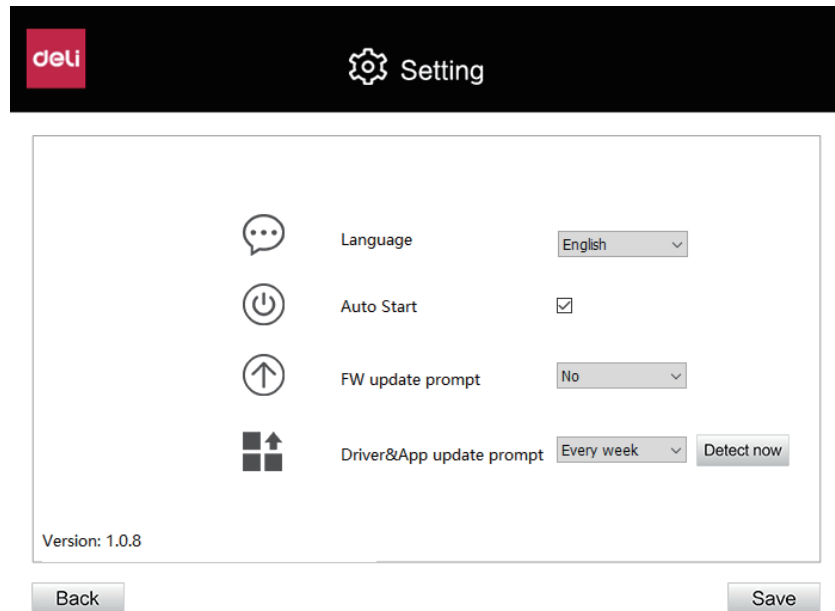 deli
Setting
Language English
Auto Start
FW update prompt No
Driver&App update prompt Every week Detect now
Version: 1.0.8
Back Save